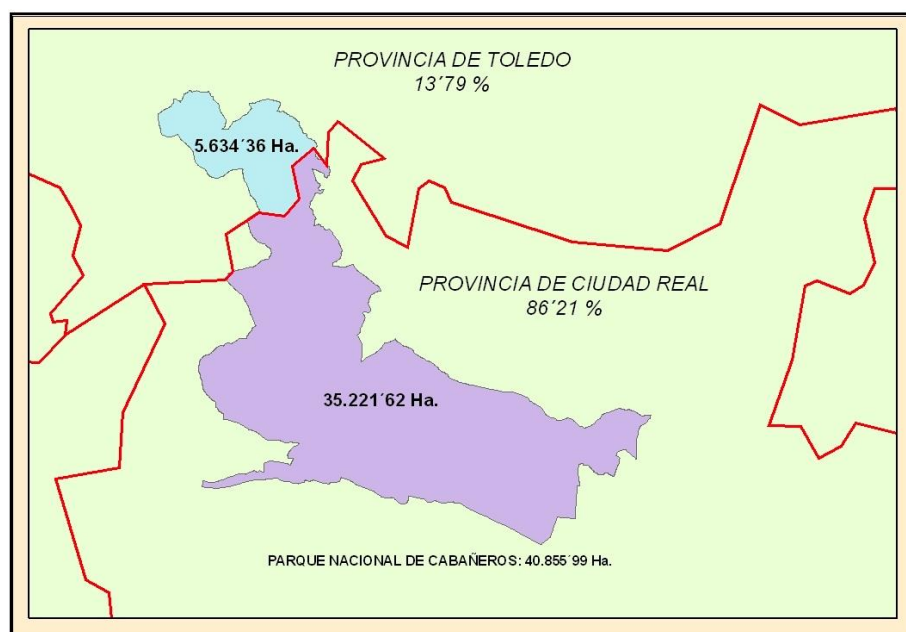 PROVINCIA DE TOLEDO
13´79 %
5.634´36 Ha.
PROVINCIA DE CIUDAD REAL
86´21 %
35.221´62 Ha.
PARQUE NACIONAL DE CABAÑEROS: 40.855´99 Ha.